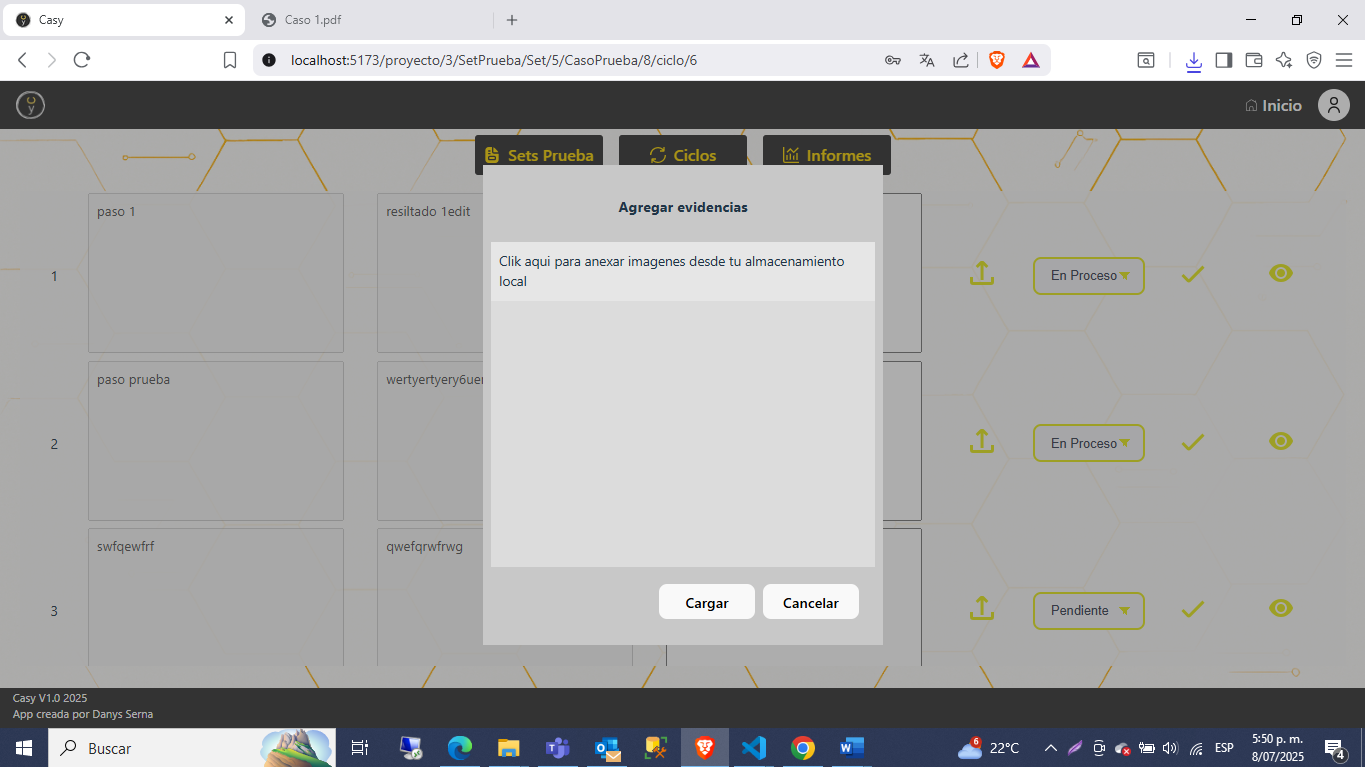 Casy
Caso 1.pdf
localhost:5173/proyecto/3/SetPrueba/Set/5/CasoPrueba/8/ciclo/6
Inicio
Sets Prueba
Ciclos
Informes
Agregar evidencias
Clik aqui para anexar imagenes desde tu almacenamiento
local
Cargar
Cancelar
1
paso 1
resiltado 1edit
En Proceso
2
paso prueba
wertyertyery6uer
En Proceso
3
swfqewfrf
qwefqrwfrwg
Pendiente
Casy V1.0 2025
App creada por Danys Serna
Buscar
6
22°C
ESP
5:50 p. m.
8/07/2025
4